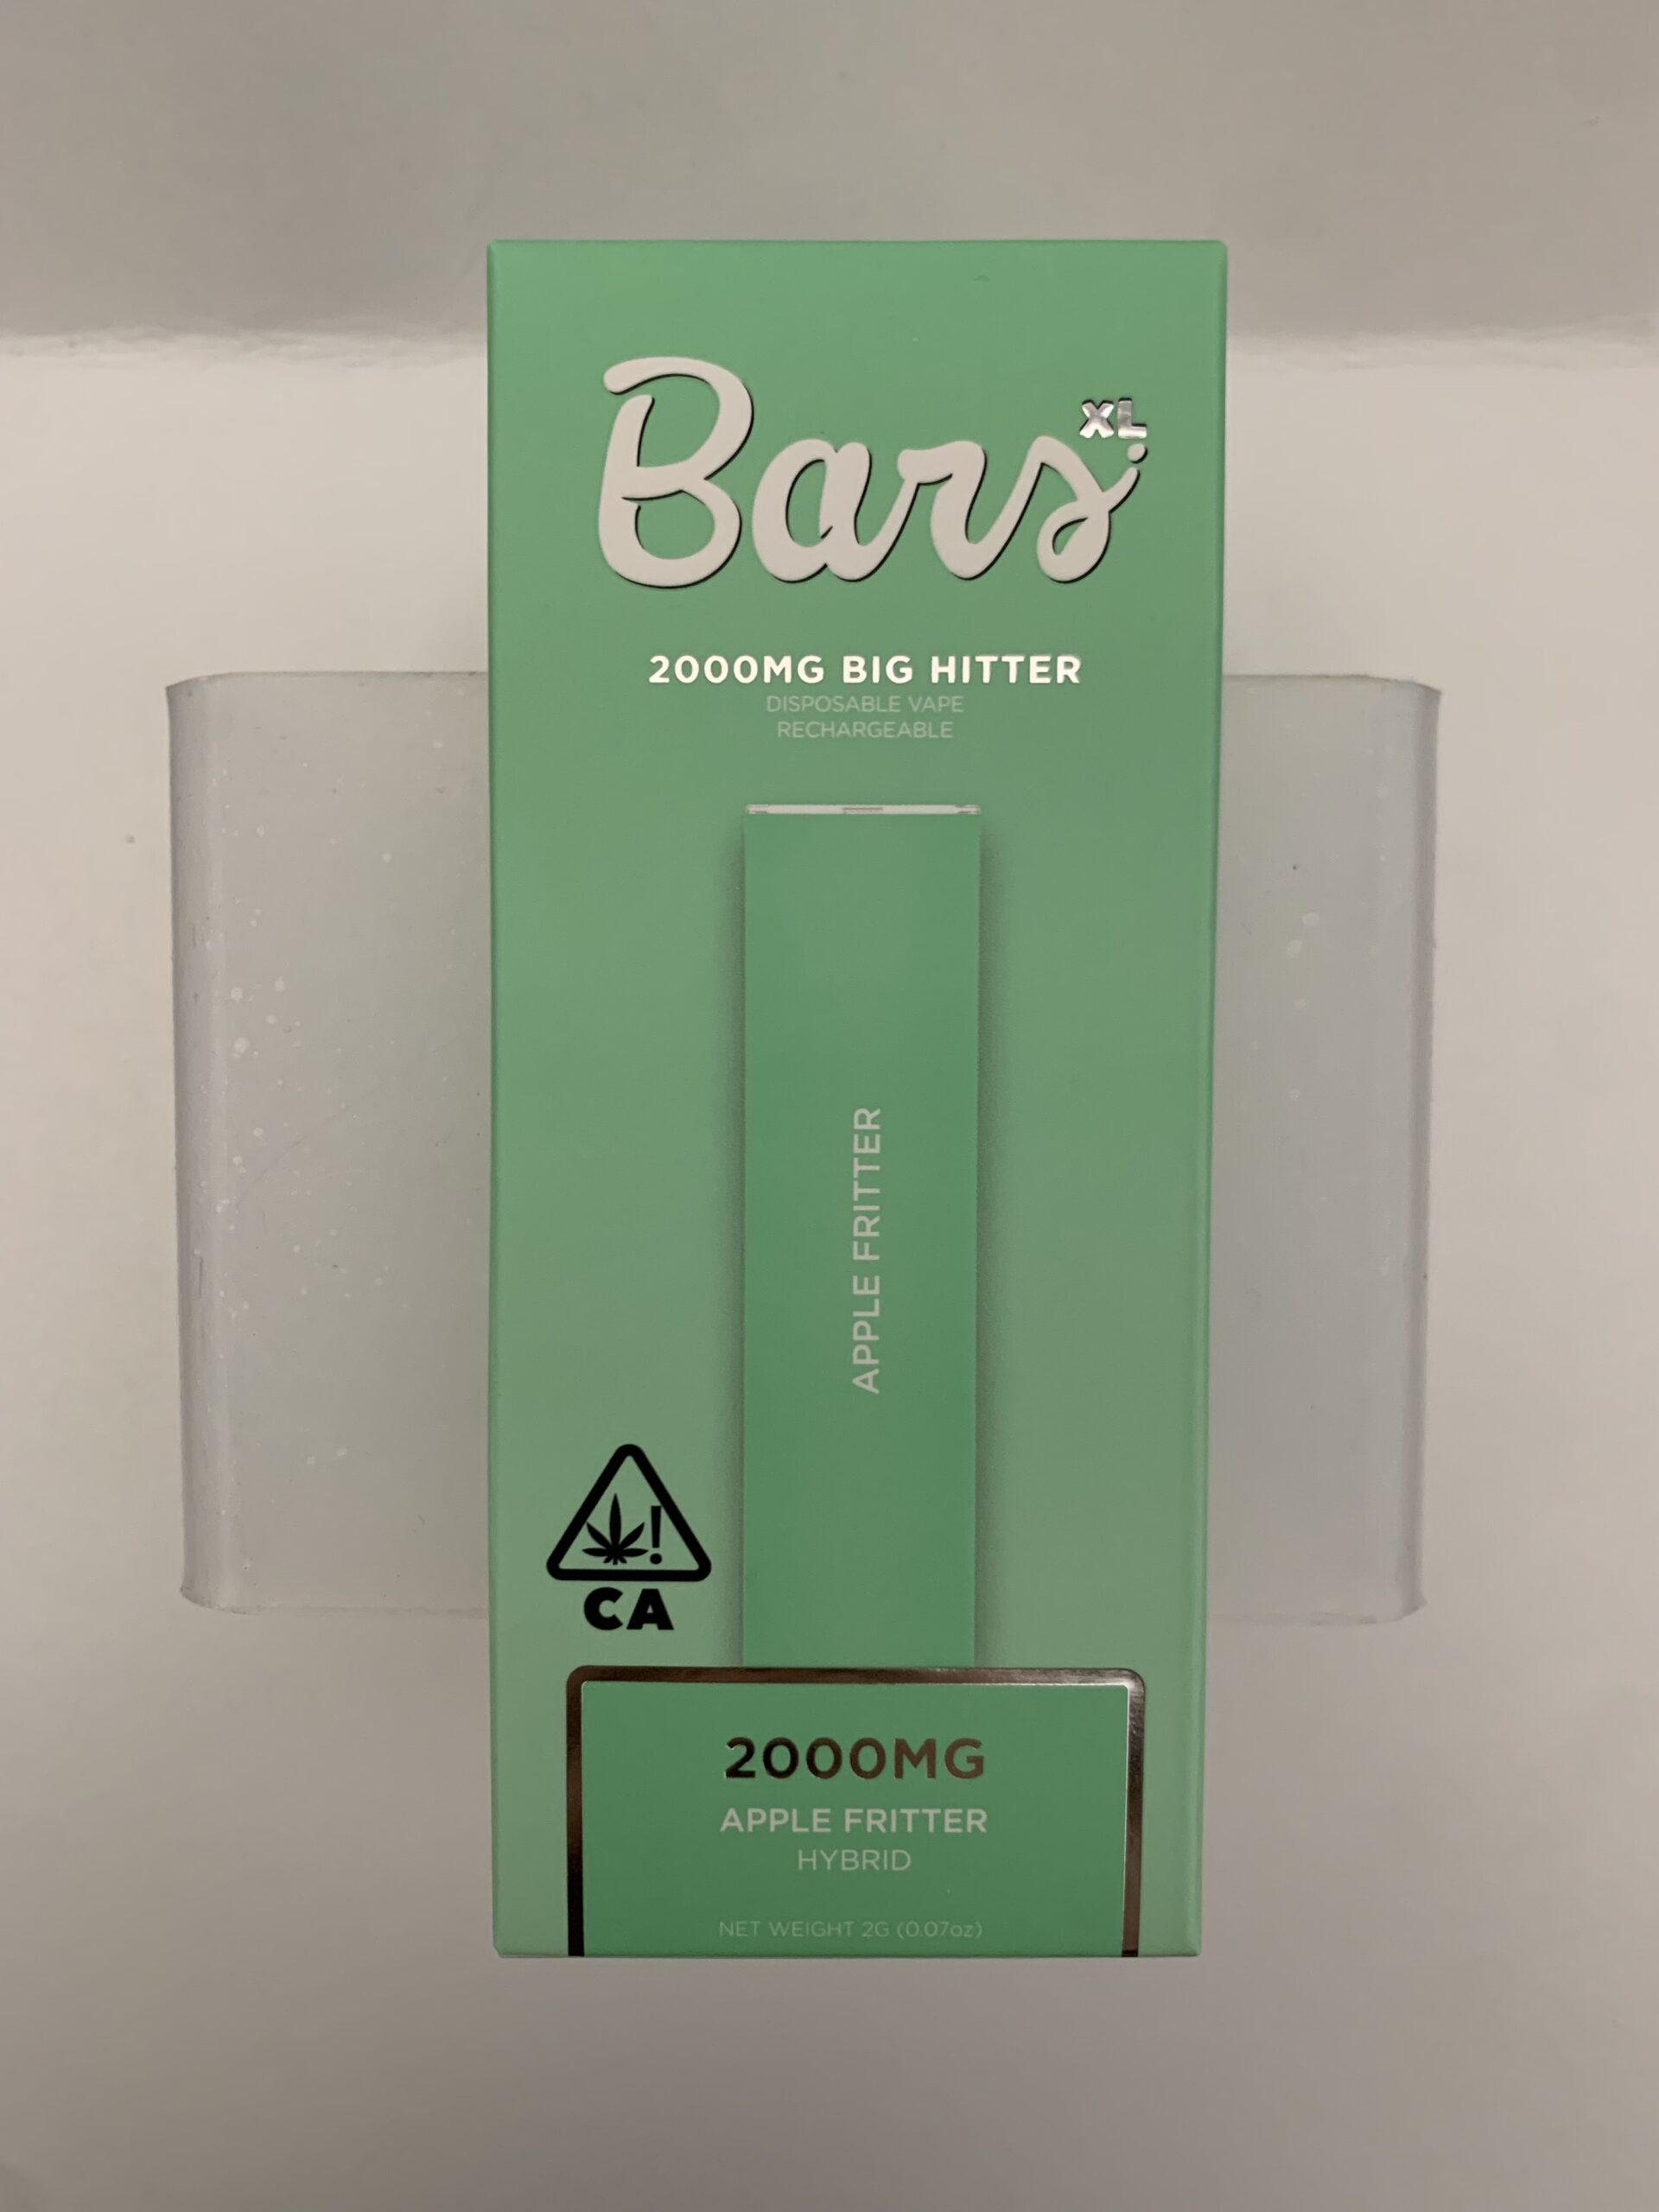 Bars XL
2000MG BIG HITTER
DISPOSABLE VAPE
RECHARGEABLE
APPLE FRITTER
!
CA
2000MG
APPLE FRITTER
HYBRID
NET WEIGHT 2G (0.07oz)